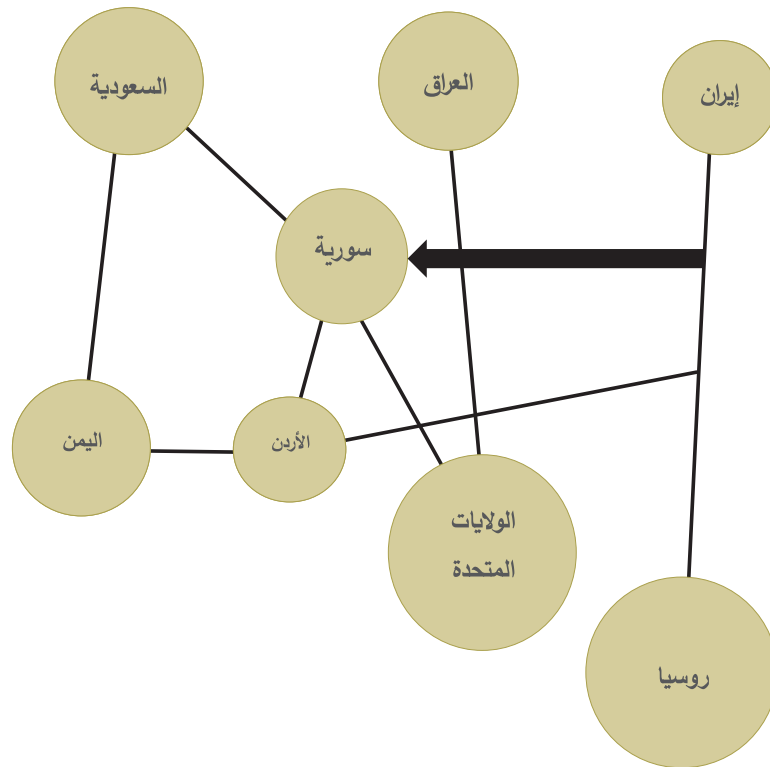 إيران
العراق
السعودية
سورية
الأردن
اليمن
الولايات
المتحدة
روسيا